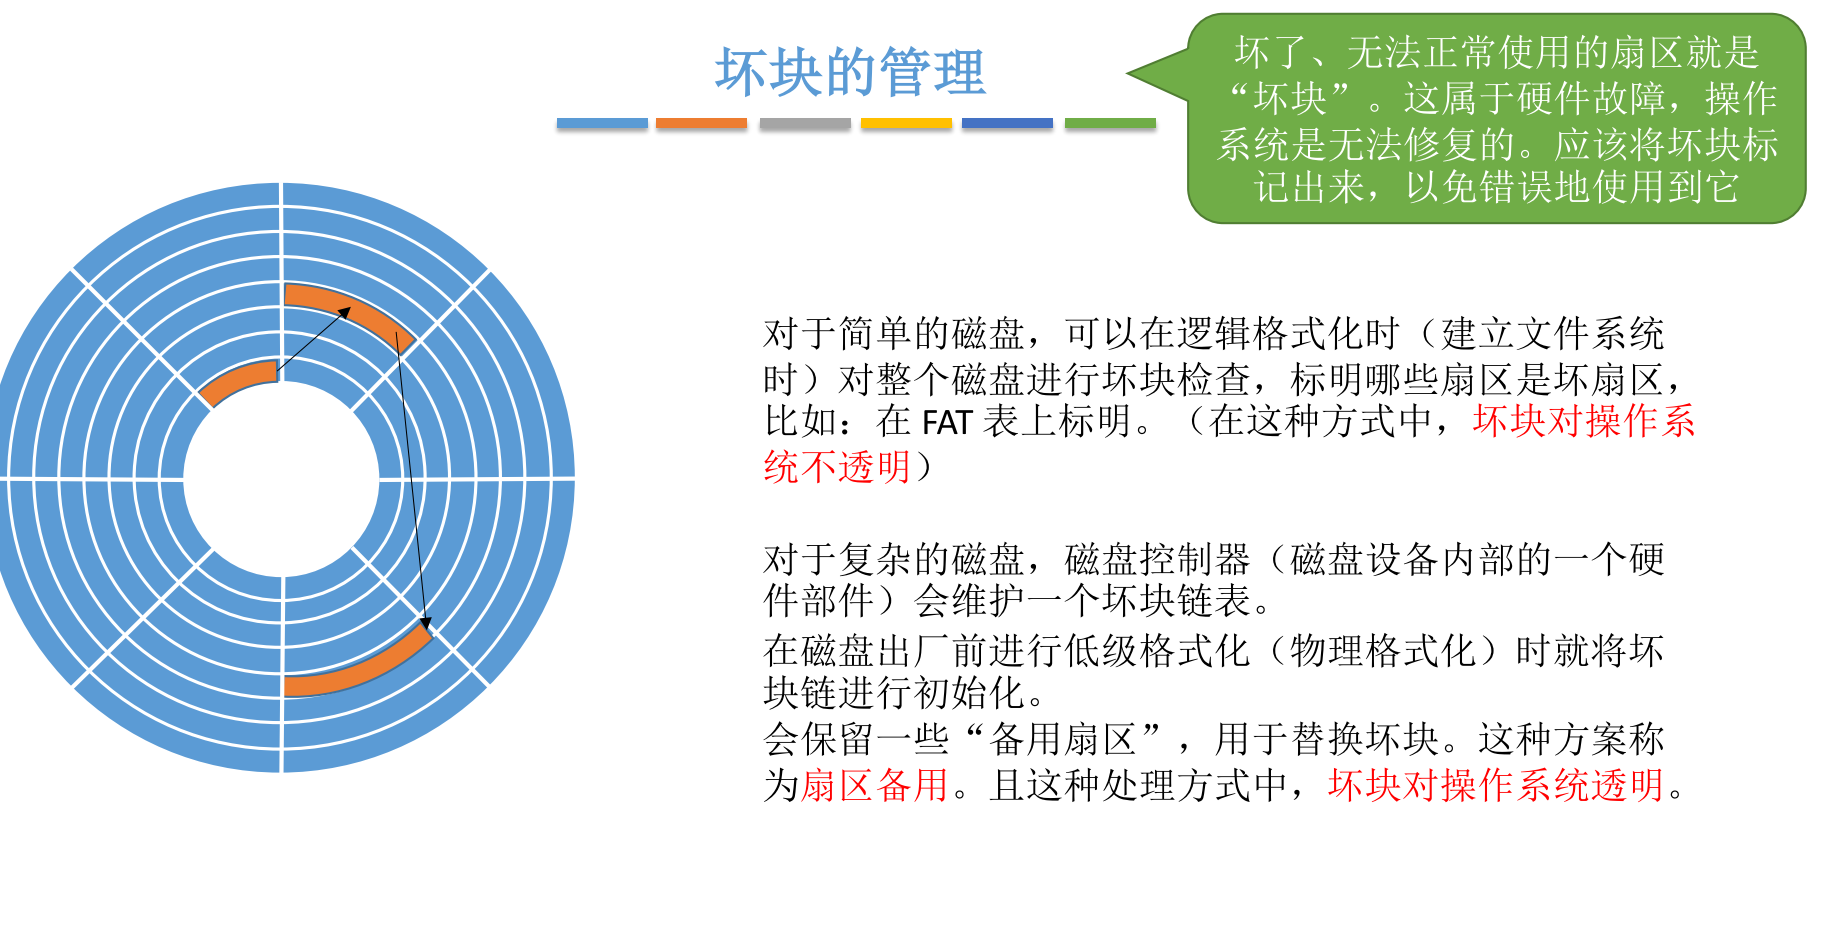 坏块的管理
坏了、无法正常使用的扇区就是
“坏块”。这属于硬件故障，操作
系统是无法修复的。应该将坏块标
记出来，以免错误地使用到它
对于简单的磁盘，可以在逻辑格式化时（建立文件系统
时）对整个磁盘进行坏块检查，标明哪些扇区是坏扇区，
比如：在 FAT 表上标明。（在这种方式中，坏块对操作系
统不透明）
对于复杂的磁盘，磁盘控制器（磁盘设备内部的一个硬
件部件）会维护一个坏块链表。
在磁盘出厂前进行低级格式化（物理格式化）时就将坏
块链进行初始化。
会保留一些“备用扇区”，用于替换坏块。这种方案称
为扇区备用。且这种处理方式中，坏块对操作系统透明。